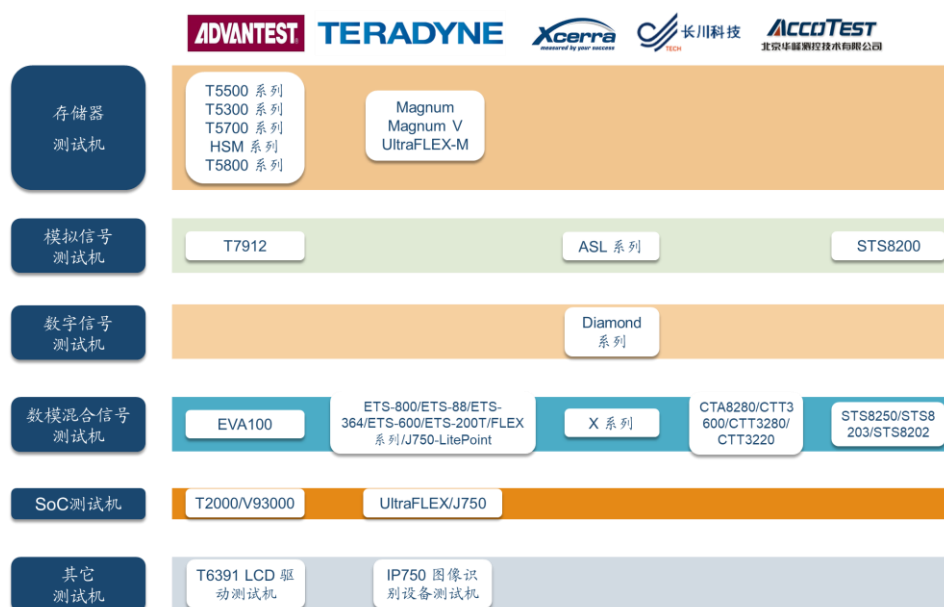 ADVANTEST
TERADYNE
Xcerra
measured by your success
长川科技
TECH
ACCOTEST
北京华峰测控技术有限公司
存储器
测试机
T5500 系列
T5300 系列
T5700 系列
HSM 系列
T5800 系列
Magnum
Magnum V
UltraFLEX-M
模拟信号
测试机
T7912
ASL 系列
STS8200
数字信号
测试机
Diamond
系列
数模混合信号
测试机
EVA100
ETS-800/ETS-88/ETS-
364/ETS-600/ETS-200T/FLEX
系列/J750-LitePoint
X 系列
CTA8280/CTT3
600/CTT3280/
CTT3220
STS8250/STS8
203/STS8202
SoC测试机
T2000/V93000
UltraFLEX/J750
其它
测试机
T6391 LCD 驱
动测试机
IP750 图像识
别设备测试机